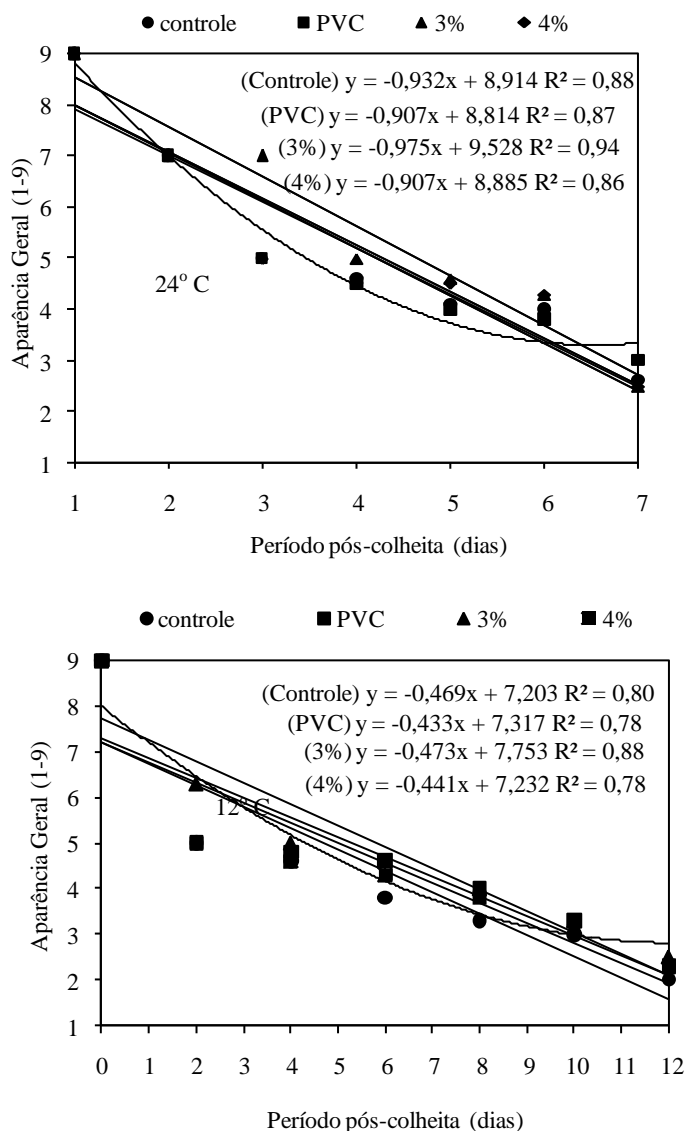 controle PVC 3% 4%
9
8
7
6
5
4
3
2
1
Aparência Geral (1-9)
(Controle) y = -0,932x + 8,914 R² = 0,88
(PVC) y = -0,907x + 8,814 R² = 0,87
(3%) y = -0,975x + 9,528 R² = 0,94
(4%) y = -0,907x + 8,885 R² = 0,86
24º C
1 2 3 4 5 6 7
Período pós-colheita (dias)
controle PVC 3% 4%
9
8
7
6
5
4
3
2
1
Aparência Geral (1-9)
(Controle) y = -0,469x + 7,203 R² = 0,80
(PVC) y = -0,433x + 7,317 R² = 0,78
(3%) y = -0,473x + 7,753 R² = 0,88
(4%) y = -0,441x + 7,232 R² = 0,78
12º C
0 1 2 3 4 5 6 7 8 9 10 11 12
Período pós-colheita (dias)